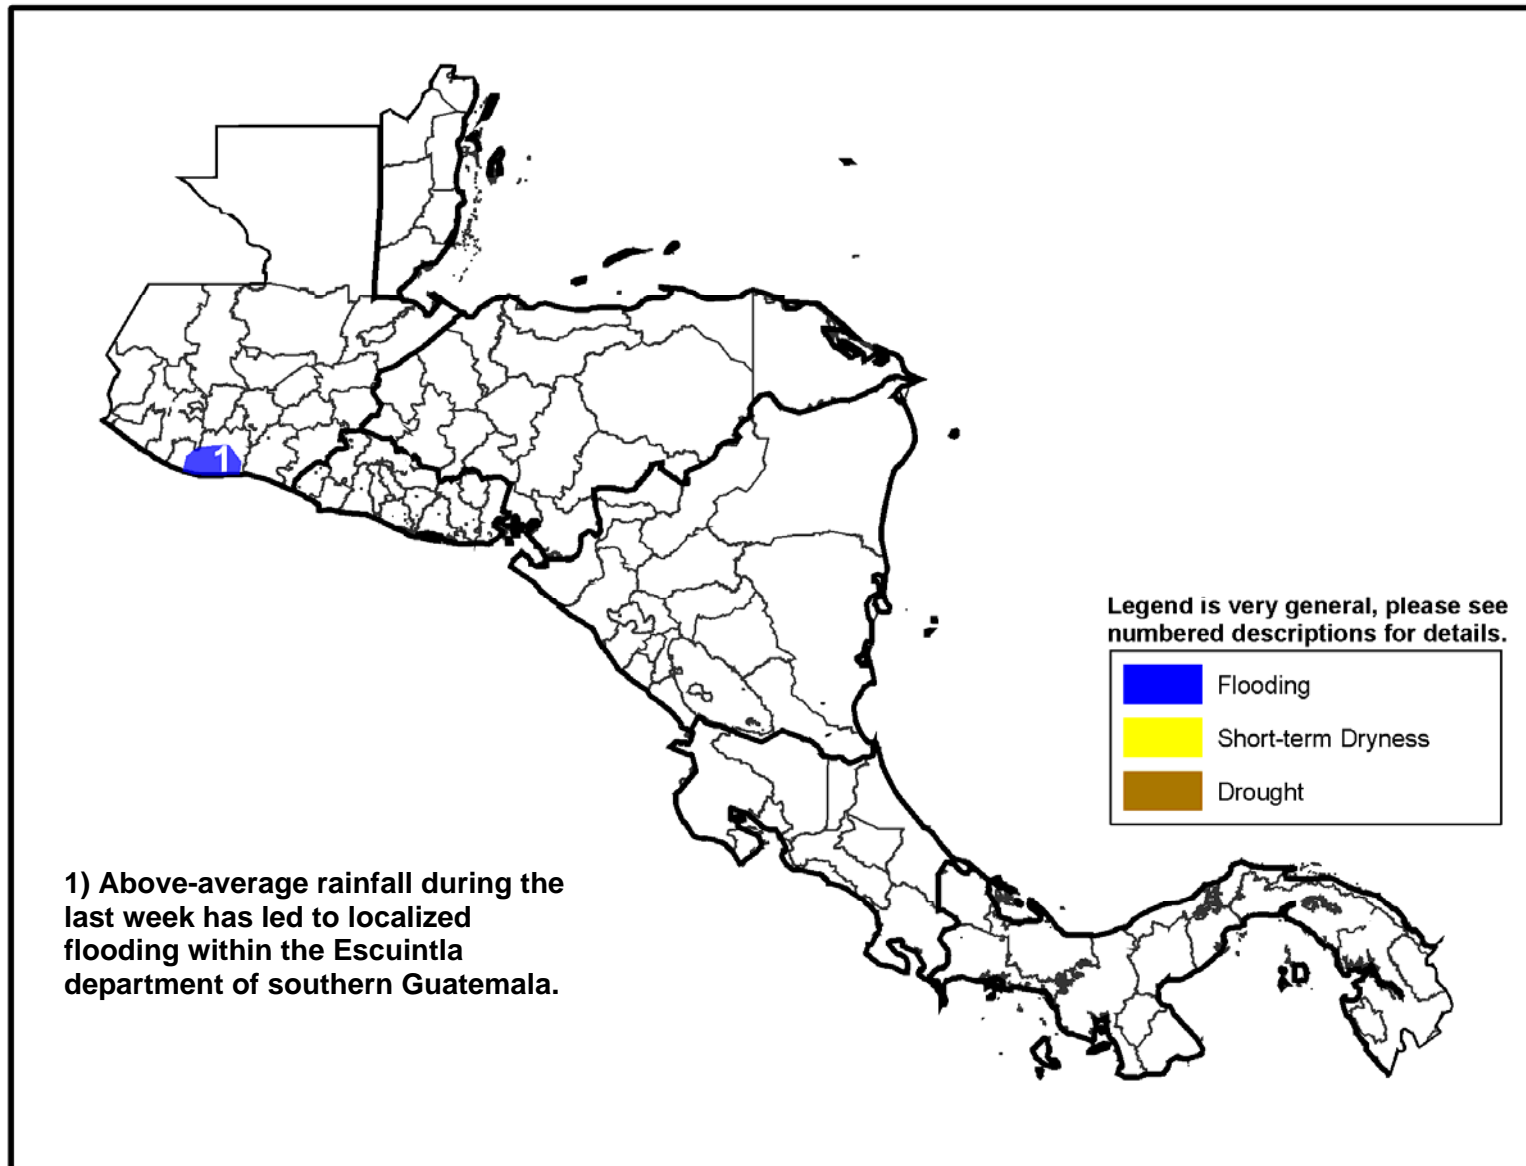 1
Legend is very general, please see
numbered descriptions for details.
Flooding
Short-term Dryness
Drought
1) Above-average rainfall during the
last week has led to localized
flooding within the Escuintla
department of southern Guatemala.